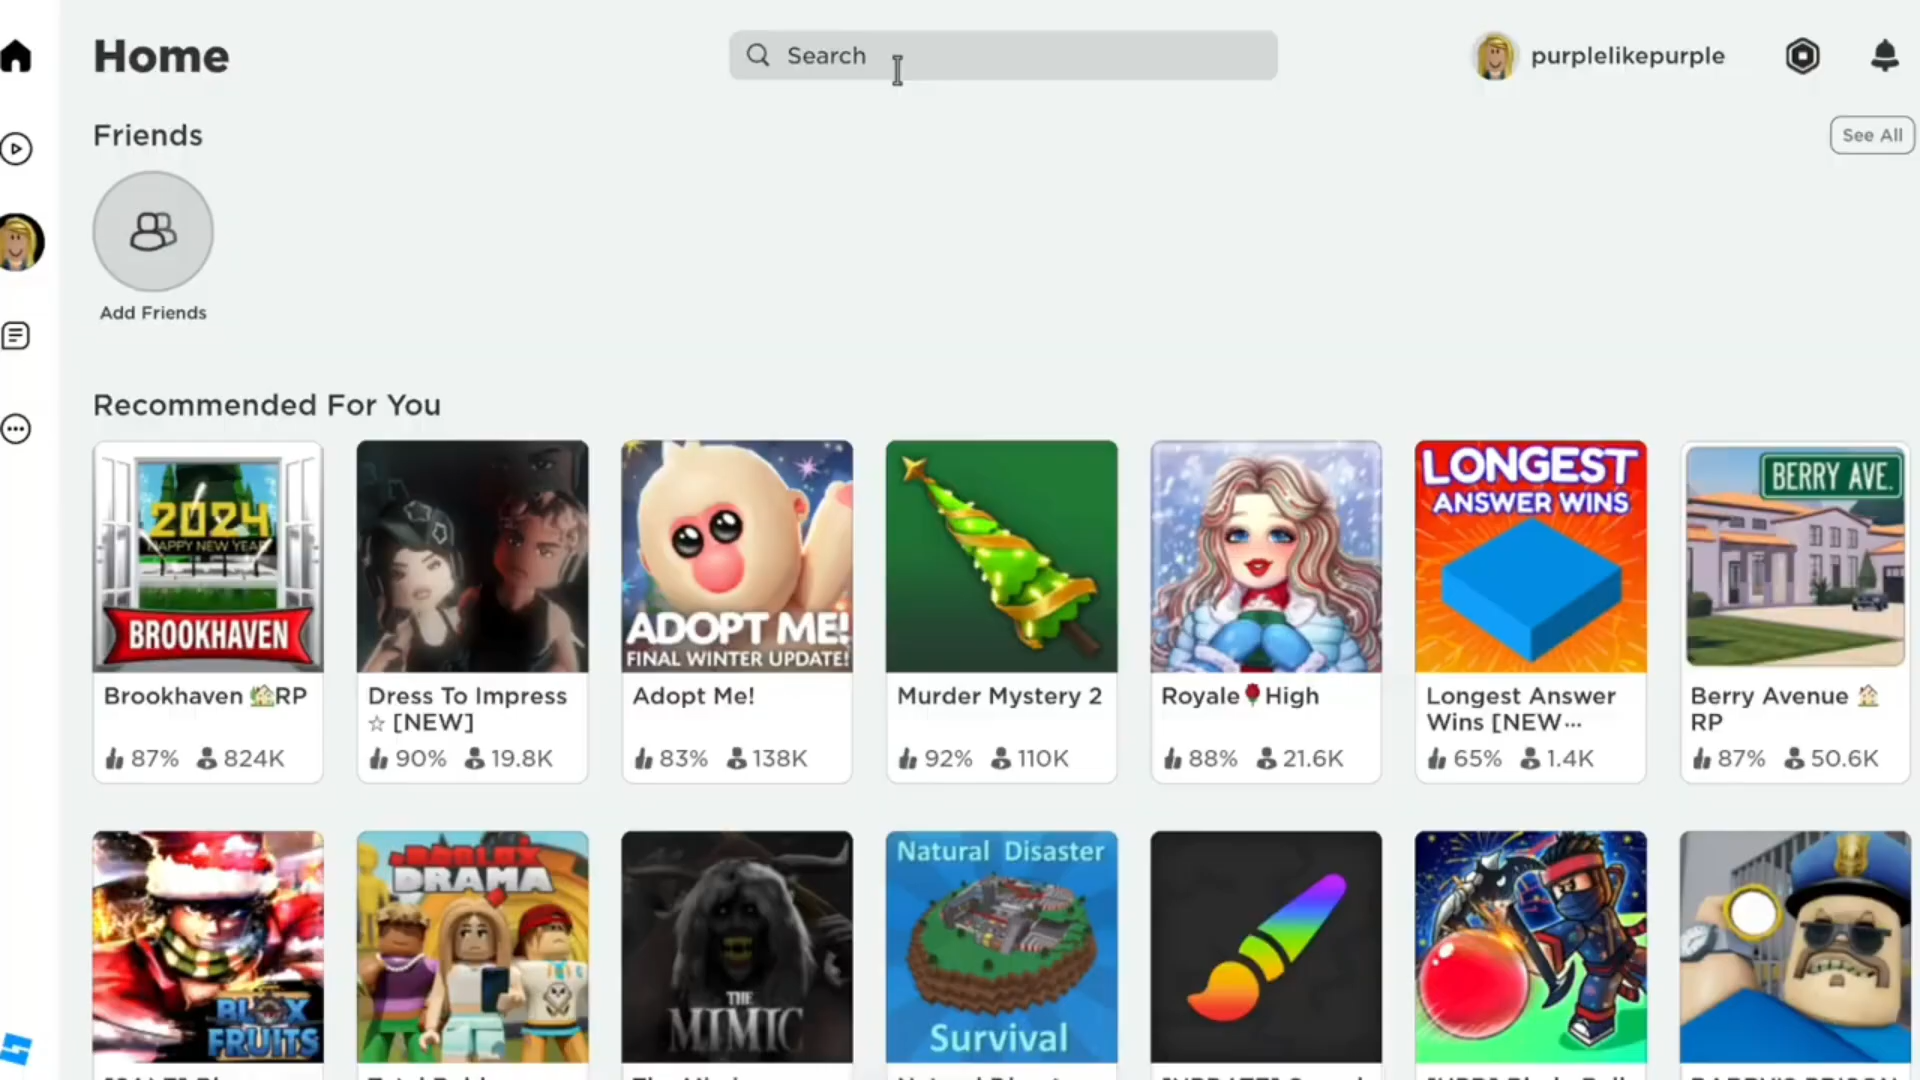 Home
Search
purplelikepurple
Friends
See All
Add Friends
Recommended For You
2024
HAPPY NEW YEAR
BROOKHAVEN
ADOPT ME!
FINAL WINTER UPDATE!
LONGEST
ANSWER WINS
BERRY AVE.
Brookhaven 🏡RP
87% 824K
Dress To Impress
☆ [NEW]
90% 19.8K
Adopt Me!
83% 138K
Murder Mystery 2
92% 110K
Royale🌹High
88% 21.6K
Longest Answer
Wins [NEW···
65% 1.4K
Berry Avenue 🏠
RP
87% 50.6K
BLOX
FRUITS
ROBLOX
DRAMA
THE
MIMIC
Natural Disaster
Survival